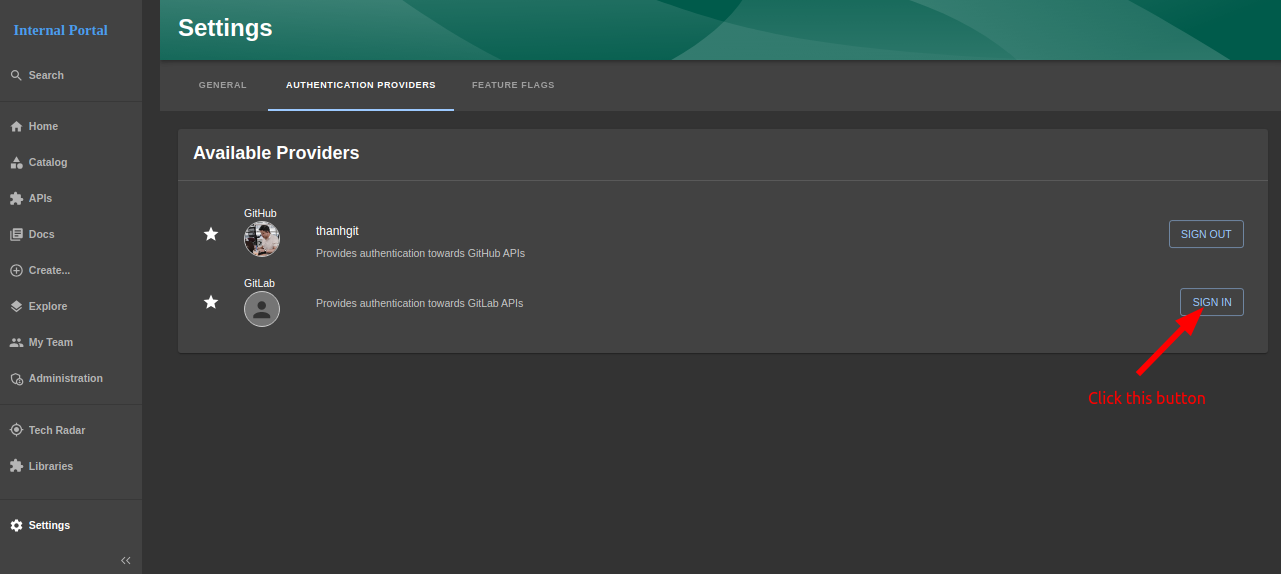 Internal Portal
Search
Home
Catalog
APIs
Docs
Create...
Explore
My Team
Administration
Tech Radar
Libraries
Settings
Settings
GENERAL
AUTHENTICATION PROVIDERS
FEATURE FLAGS
Available Providers
GitHub
thanhgit
Provides authentication towards GitHub APIs
SIGN OUT
GitLab
Provides authentication towards GitLab APIs
SIGN IN
Click this button